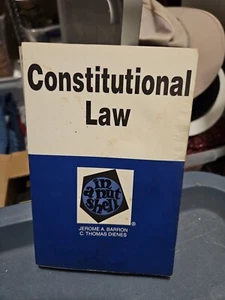 Constitutional
Law
in
a nut
shell
®
JEROME A. BARRON
C. THOMAS DIENES